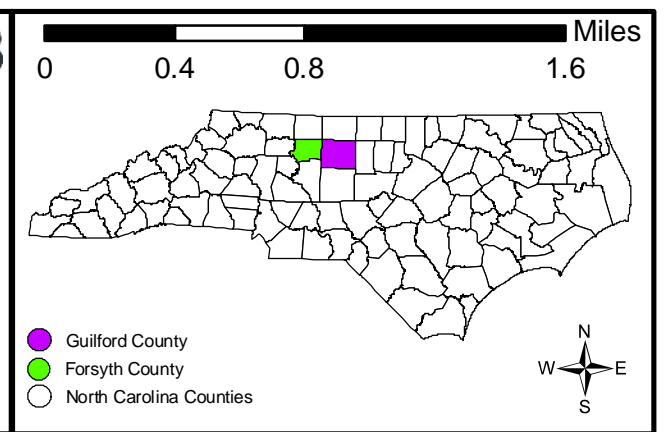 Miles
0 0.4 0.8 1.6
Guilford County
Forsyth County
North Carolina Counties
N
W E
S